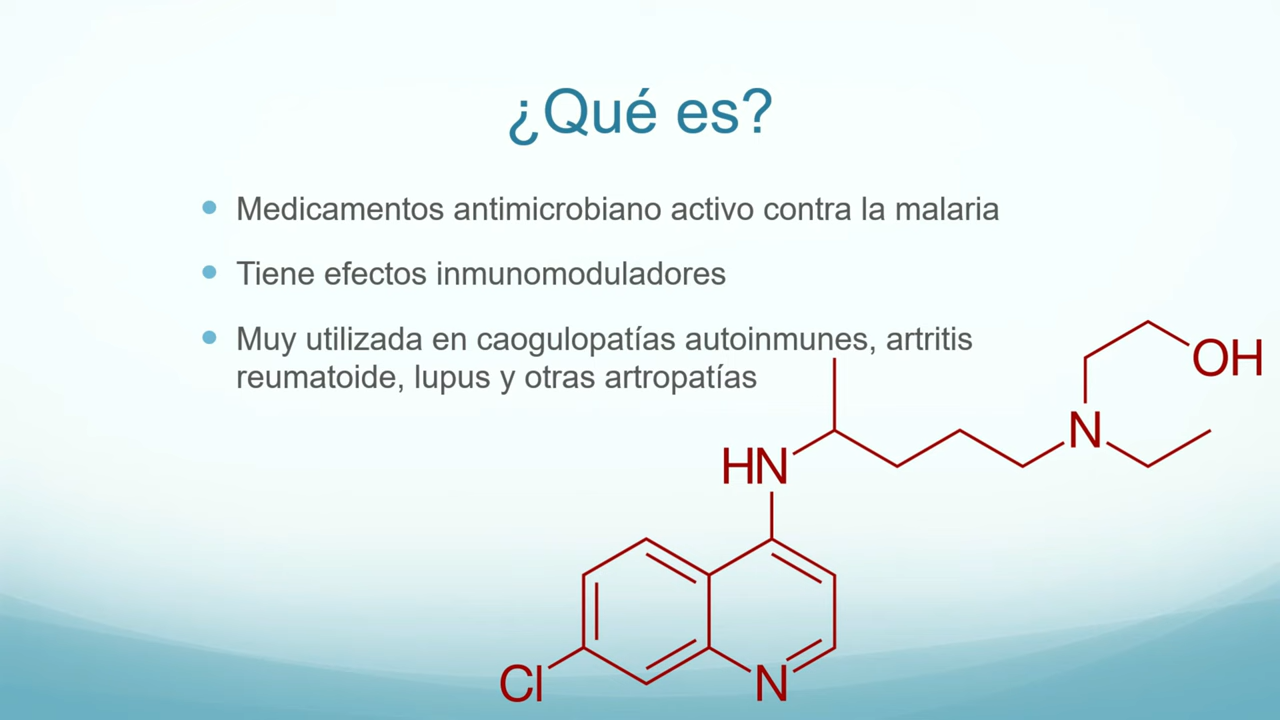 ¿Qué es?
Medicamentos antimicrobiano activo contra la malaria
Tiene efectos inmunomoduladores
Muy utilizada en caogulopatías autoinmunes, artritis
reumatoide, lupus y otras artropatías
OH
N
HN
Cl
N